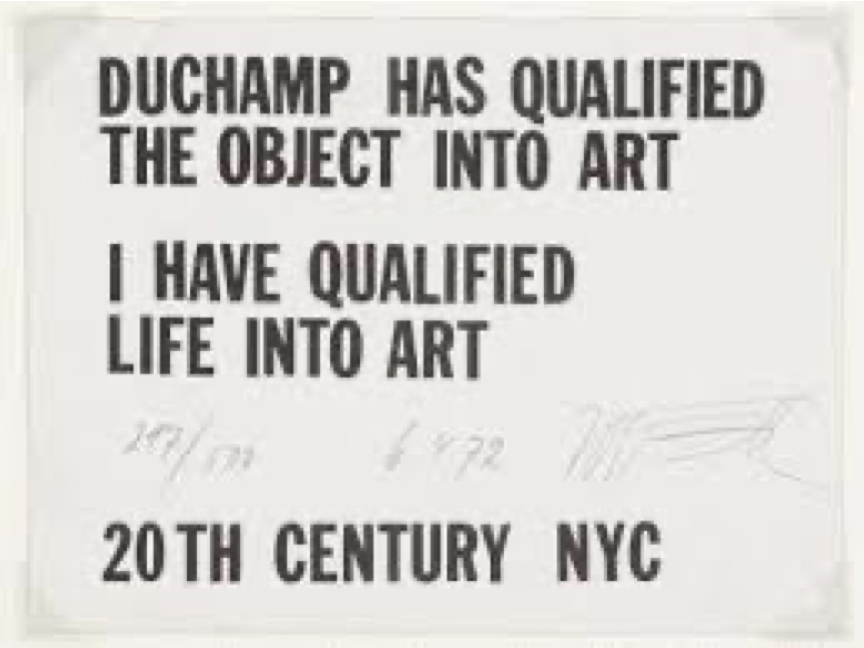 DUCHAMP HAS QUALIFIED
THE OBJECT INTO ART
I HAVE QUALIFIED
LIFE INTO ART
20TH CENTURY NYC